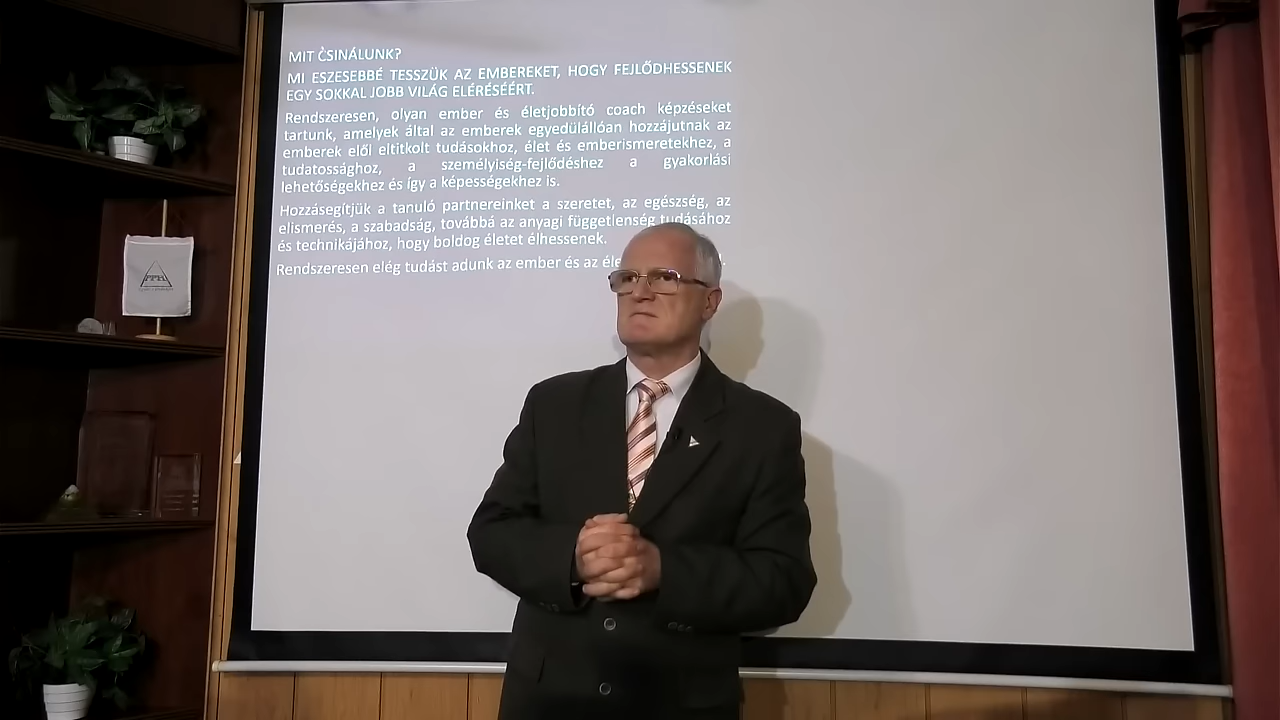 MIT CSINÁLUNK?
MI ESZESEBBÉ TESSZÜK AZ EMBEREKET, HOGY FEJLŐDHESSENEK
EGY SOKKAL JOBB VILÁG ELÉRÉSÉÉRT.
Rendszeresen, olyan ember és életjobbító coach képzéseket
tartunk, amelyek által az emberek egyedülállóan hozzájutnak az
emberek elől eltitkolt tudásokhoz, élet és emberismeretekhez, a
tudatossághoz, a személyiség-fejlődéshez a gyakorlási
lehetőségekhez és így a képességekhez is.
Hozzásegítjük a tanuló partnereinket a szeretet, az egészség, az
elismerés, a szabadság, továbbá az anyagi függetlenség tudásához
és technikájához, hogy boldog életet élhessenek.
Rendszeresen elég tudást adunk az ember és az